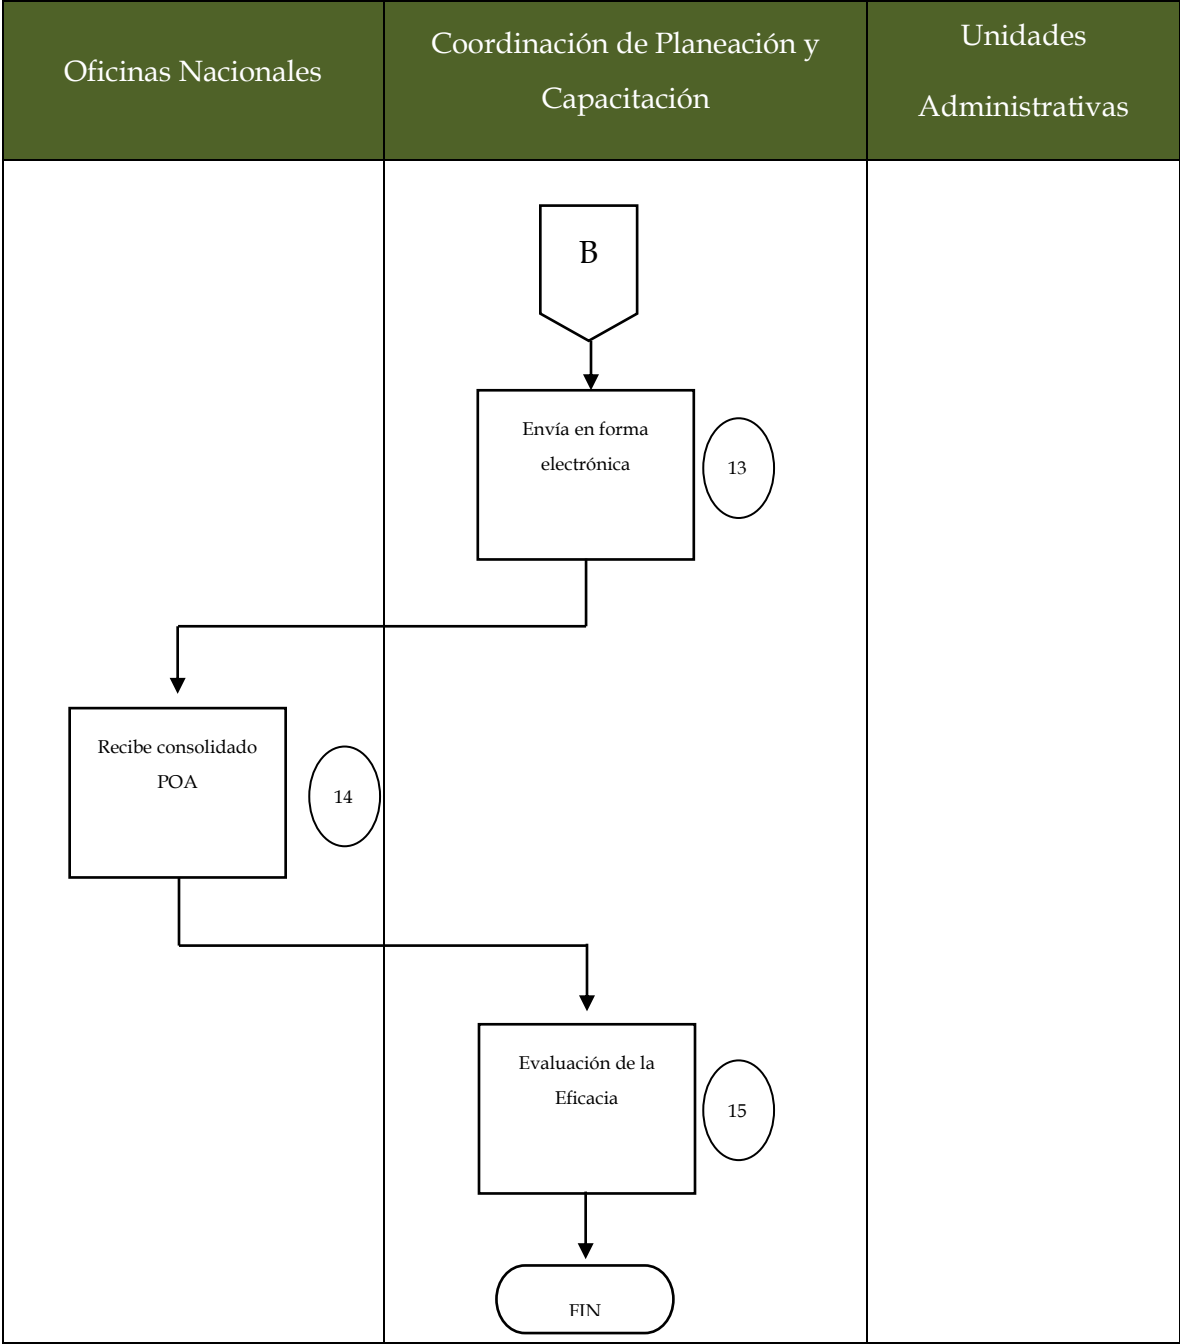 Oficinas Nacionales
Coordinación de Planeación y
Capacitación
Unidades
Administrativas
B
Envía en forma
electrónica
13
Recibe consolidado
POA
14
Evaluación de la
Eficacia
15
FIN